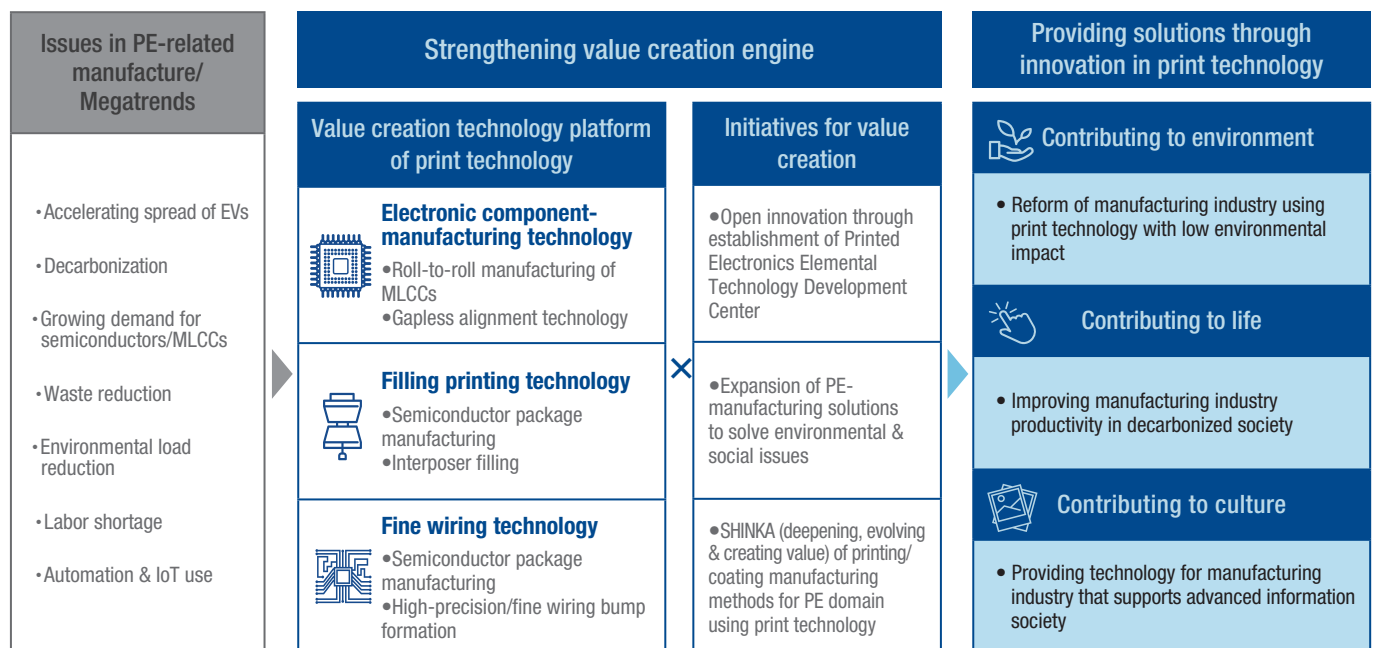 Issues in PE-related
manufacture/
Megatrends
・Accelerating spread of EVs
・Decarbonization
・Growing demand for
semiconductors/MLCCs
・Waste reduction
・Environmental load
reduction
・Labor shortage
・Automation & IoT use
Strengthening value creation engine
Value creation technology platform
of print technology
Electronic component-
manufacturing technology
●Roll-to-roll manufacturing of
MLCCs
●Gapless alignment technology
Filling printing technology
●Semiconductor package
manufacturing
●Interposer filling
Fine wiring technology
●Semiconductor package
manufacturing
●High-precision/fine wiring bump
formation
×
Initiatives for value
creation
●Open innovation through
establishment of Printed
Electronics Elemental
Technology Development
Center
●Expansion of PE-
manufacturing solutions
to solve environmental &
social issues
●SHINKA (deepening, evolving
& creating value) of printing/
coating manufacturing
methods for PE domain
using print technology
Providing solutions through
innovation in print technology
Contributing to environment
● Reform of manufacturing industry using
print technology with low environmental
impact
Contributing to life
● Improving manufacturing industry
productivity in decarbonized society
Contributing to culture
● Providing technology for manufacturing
industry that supports advanced information
society